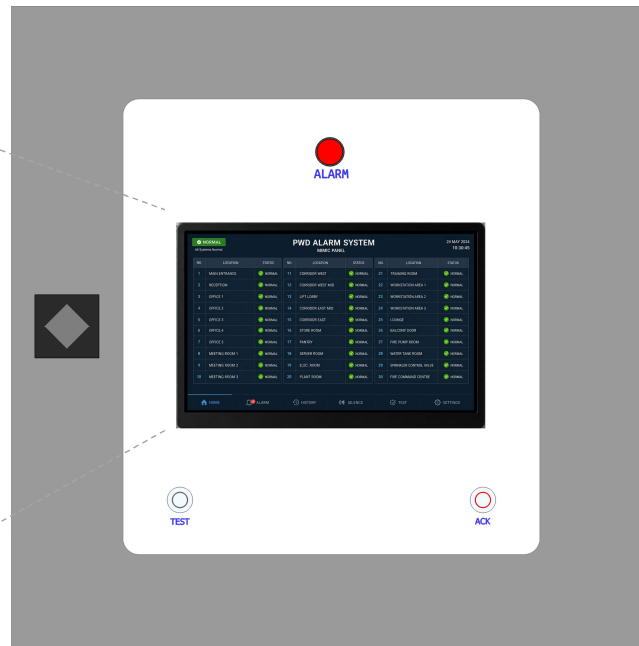 ALARM
NORMAL
All Systems Normal
PWD ALARM SYSTEM
MIMIC PANEL
24 MAY 2024
10:30:45
NO LOCATION STATUS NO LOCATION STATUS NO LOCATION STATUS
1 MAIN ENTRANCE NORMAL 11 CORRIDOR WEST NORMAL 21 TRAINING ROOM NORMAL
2 RECEPTION NORMAL 12 CORRIDOR WEST MID NORMAL 22 WORKSTATION AREA 1 NORMAL
3 OFFICE 1 NORMAL 13 LIFT LOBBY NORMAL 23 WORKSTATION AREA 2 NORMAL
4 OFFICE 2 NORMAL 14 CORRIDOR EAST MID NORMAL 24 WORKSTATION AREA 3 NORMAL
5 OFFICE 3 NORMAL 15 CORRIDOR EAST NORMAL 25 LOUNGE NORMAL
6 OFFICE 4 NORMAL 16 STORE ROOM NORMAL 26 BALCONY DOOR NORMAL
7 OFFICE 5 NORMAL 17 PANTRY NORMAL 27 FIRE PUMP ROOM NORMAL
8 MEETING ROOM 1 NORMAL 18 SERVER ROOM NORMAL 28 WATER TANK ROOM NORMAL
9 MEETING ROOM 2 NORMAL 19 ELEC. ROOM NORMAL 29 SPRINKLER CONTROL VALVE NORMAL
10 MEETING ROOM 3 NORMAL 20 PLANT ROOM NORMAL 30 FIRE COMMAND CENTRE NORMAL
HOME ALARM HISTORY SILENCE TEST SETTINGS
TEST
ACK